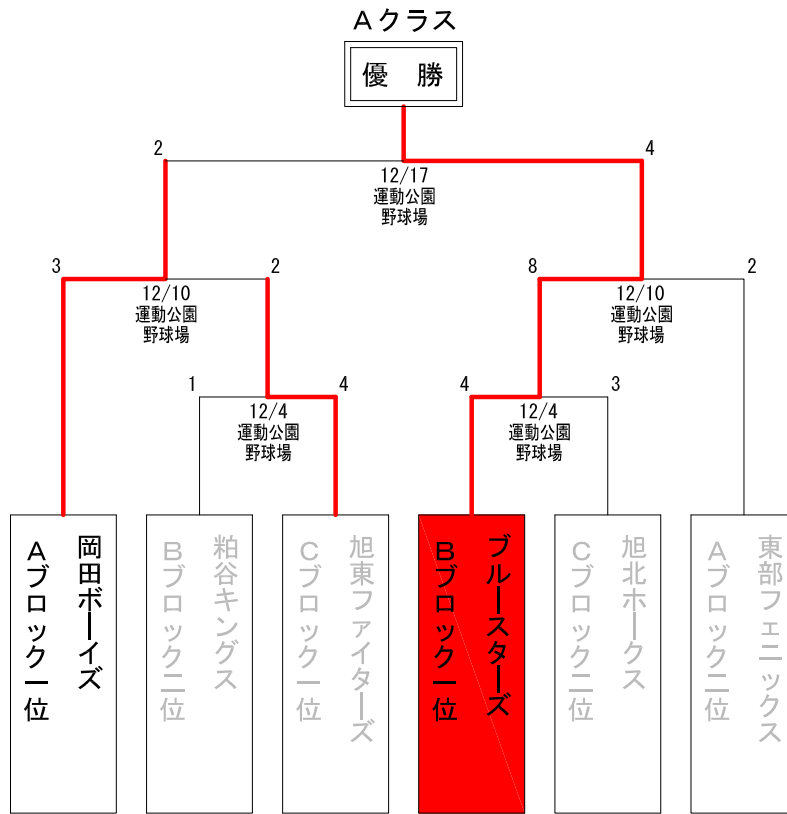 Aクラス
優 勝
2
4
12/17
運動公園
野球場
3
2
8
2
12/10
運動公園
野球場
12/10
運動公園
野球場
1
4
4
3
12/4
運動公園
野球場
12/4
運動公園
野球場
岡田ボーイズ
Aブロック一位
粕谷キングス
Bブロック二位
旭東ファイターズ
Cブロック一位
ブルースターズ
Bブロック一位
旭北ホークス
Cブロック二位
東部フェニックス
Aブロック二位